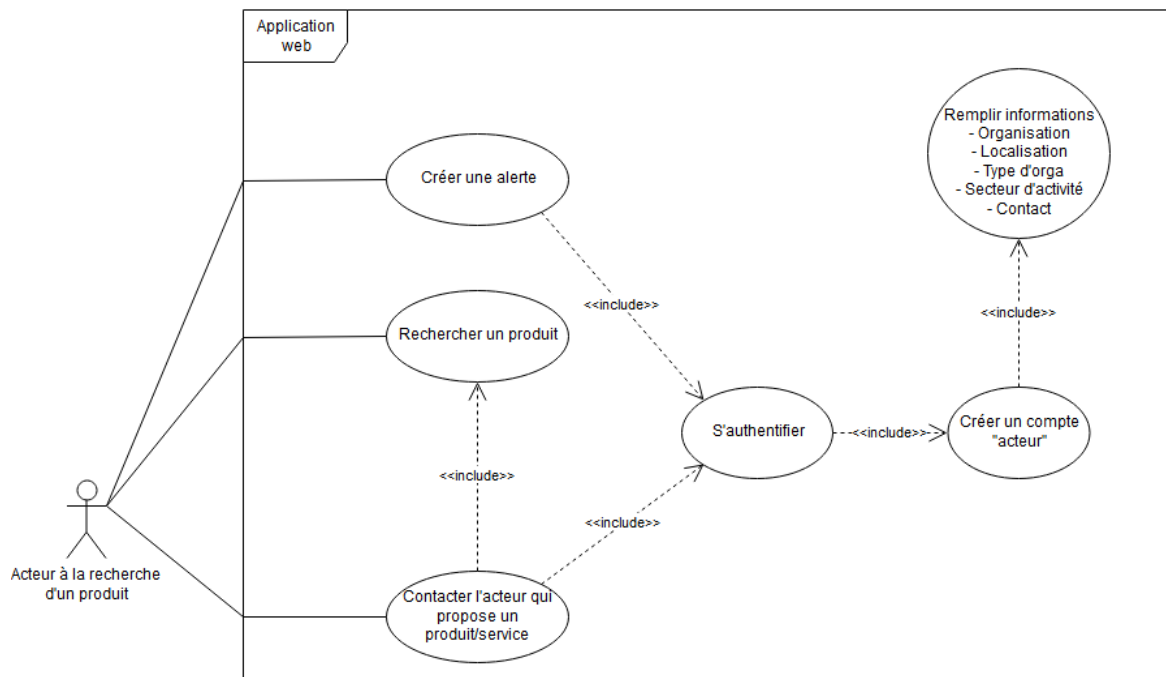 Application
web
Remplir informations
- Organisation
- Localisation
- Type d'orga
- Secteur d'activité
- Contact
Créer une alerte
<<include>>
<<include>>
Rechercher un produit
Créer un compte
"acteur"
S'authentifier
<<include>>
<<include>>
<<include>>
Acteur à la recherche
d'un produit
Contacter l'acteur qui
propose un
produit/service